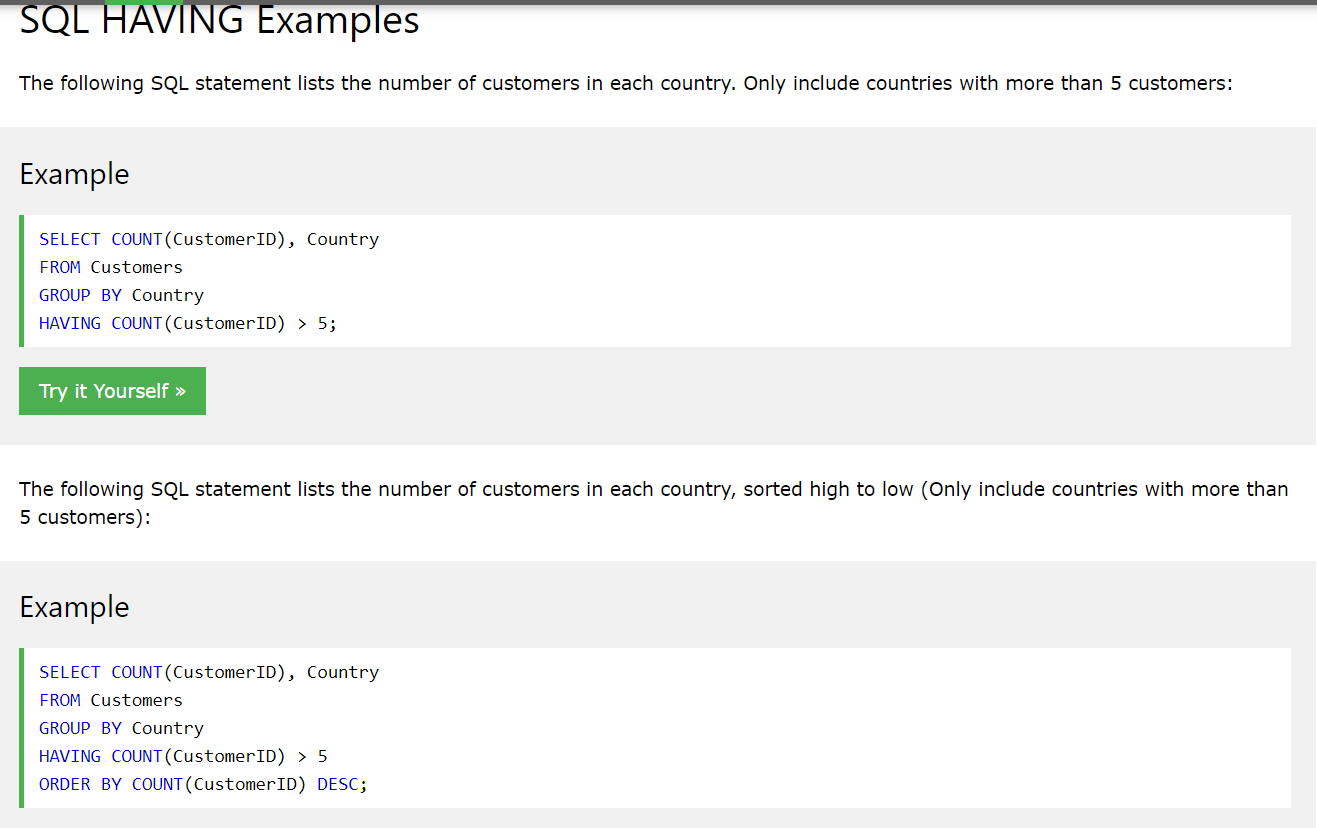 SQL HAVING Examples
The following SQL statement lists the number of customers in each country. Only include countries with more than 5 customers:
Example
SELECT COUNT(CustomerID), Country
FROM Customers
GROUP BY Country
HAVING COUNT(CustomerID) > 5;
Try it Yourself »
The following SQL statement lists the number of customers in each country, sorted high to low (Only include countries with more than
5 customers):
Example
SELECT COUNT(CustomerID), Country
FROM Customers
GROUP BY Country
HAVING COUNT(CustomerID) > 5
ORDER BY COUNT(CustomerID) DESC;